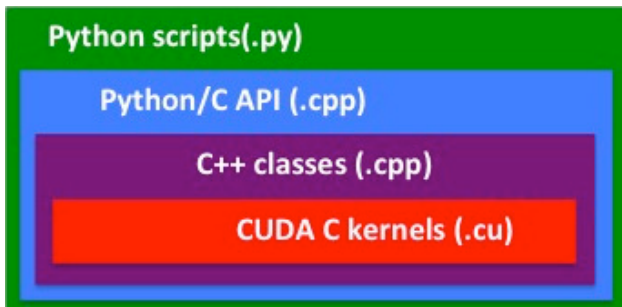 Python scripts(.py)
Python/C API (.cpp)
C++ classes (.cpp)
CUDA C kernels (.cu)